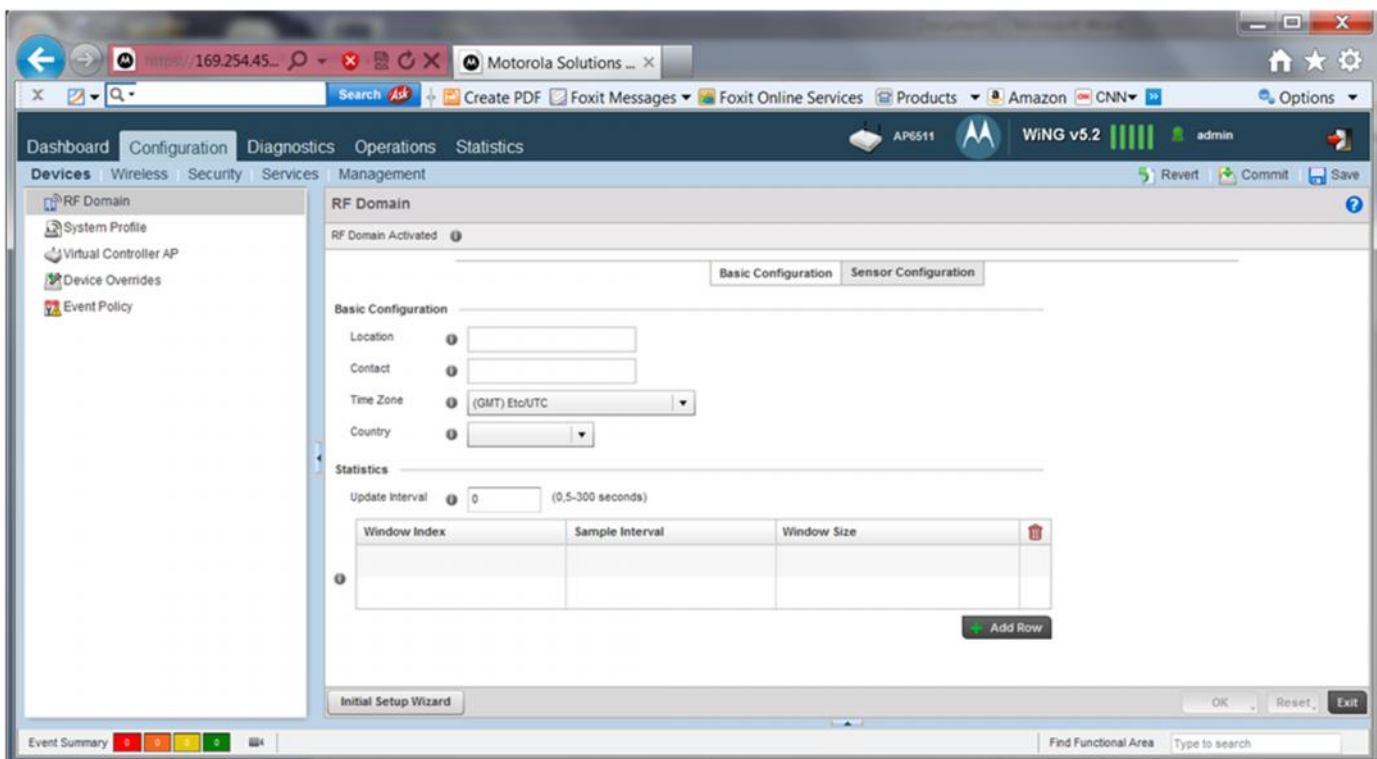 https://169.254.45...
Motorola Solutions ...
X
Search Ask
Create PDF Foxit Messages Foxit Online Services Products Amazon CNN Options
Dashboard Configuration Diagnostics Operations Statistics AP6511 WiNG v5.2 admin
Devices Wireless Security Services Management Revert Commit Save
RF Domain
System Profile
Virtual Controller AP
Device Overrides
Event Policy
RF Domain
RF Domain Activated
Basic Configuration Sensor Configuration
Basic Configuration
Location
Contact
Time Zone (GMT) Etc/UTC
Country
Statistics
Update Interval 0 (0,5-300 seconds)
Window Index Sample Interval Window Size
Add Row
Initial Setup Wizard OK Reset Exit
Event Summary 0 0 0 0 Find Functional Area Type to search